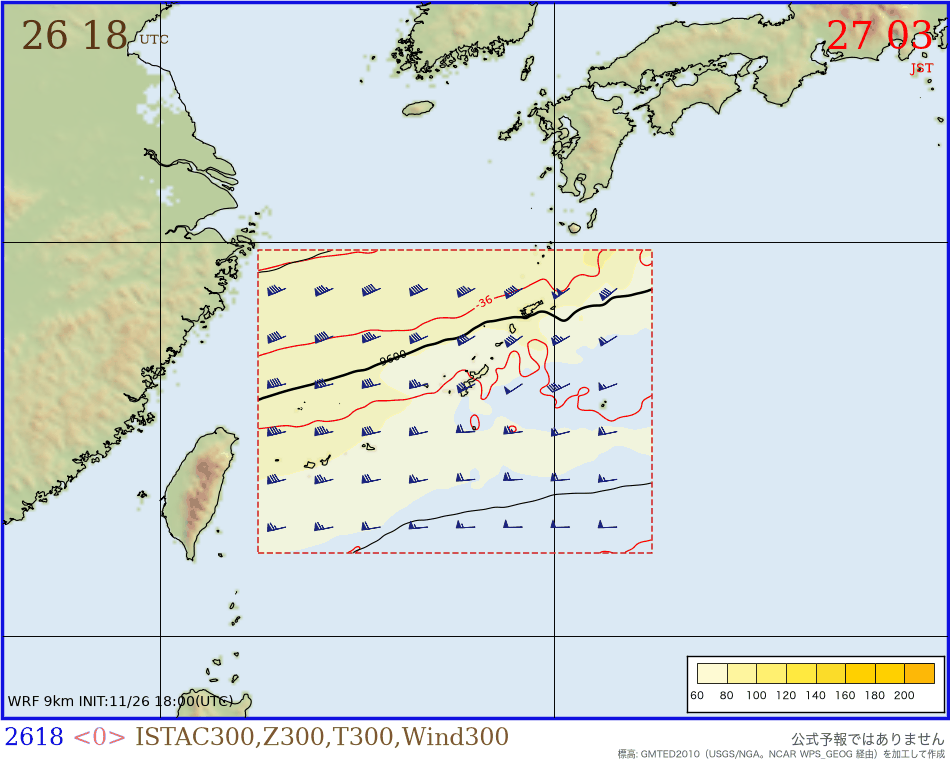 26 18 UTC
27 03
JST
-36
9600
60 80 100 120 140 160 180 200
WRF 9km INIT:11/26 18:00(UTC)
2618 <0> ISTAC300,Z300,T300,Wind300
公式予報ではありません
標高: GMTED2010（USGS/NGA。NCAR WPS_GEOG 経由）を加工して作成